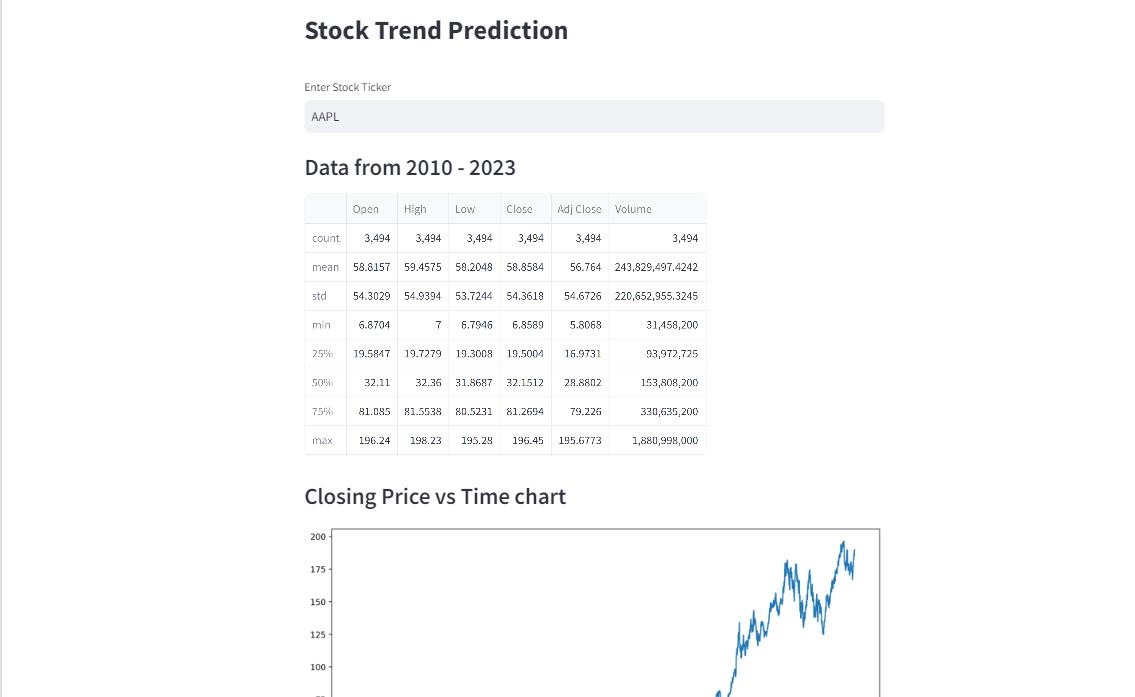 Stock Trend Prediction
Enter Stock Ticker
AAPL
Data from 2010 - 2023
Open High Low Close Adj Close Volume
count 3,494 3,494 3,494 3,494 3,494 3,494
mean 58.8157 59.4575 58.2048 58.8584 56.764 243,829,497.4242
std 54.3029 54.9394 53.7244 54.3618 54.6726 220,652,955.3245
min 6.8704 7 6.7946 6.8589 5.8068 31,458,200
25% 19.5847 19.7279 19.3008 19.5004 16.9731 93,972,725
50% 32.11 32.36 31.8687 32.1512 28.8802 153,808,200
75% 81.085 81.5538 80.5231 81.2694 79.226 330,635,200
max 196.24 198.23 195.28 196.45 195.6773 1,880,998,000
Closing Price vs Time chart
200
175
150
125
100